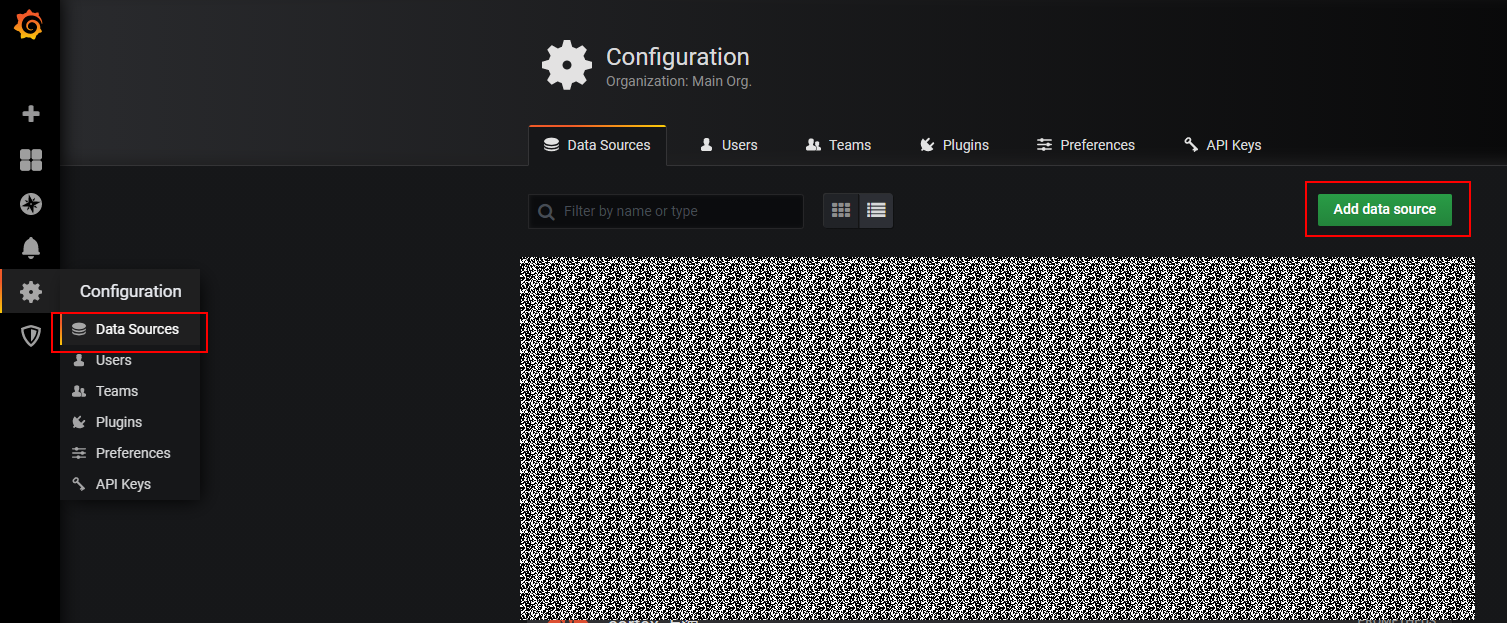 Configuration
Organization: Main Org.
Data Sources
Users
Teams
Plugins
Preferences
API Keys
Filter by name or type
Add data source
Configuration
Data Sources
Users
Teams
Plugins
Preferences
API Keys